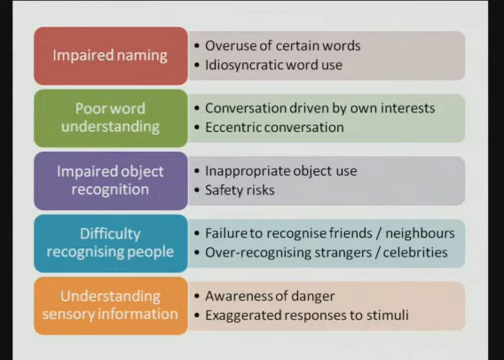 Impaired naming
• Overuse of certain words
• Idiosyncratic word use
Poor word
understanding
• Conversation driven by own interests
• Eccentric conversation
Impaired object
recognition
• Inappropriate object use
• Safety risks
Difficulty
recognising people
• Failure to recognise friends / neighbours
• Over-recognising strangers / celebrities
Understanding
sensory information
• Awareness of danger
• Exaggerated responses to stimuli